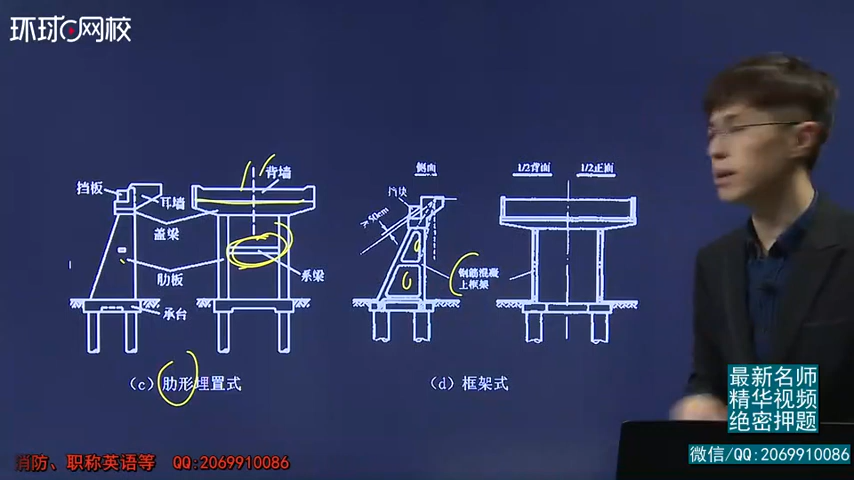 环球网校
侧面
1/2背面
1/2正面
背墙
挡板
耳墙
挡块
≥50cm
盖梁
肋板
系梁
钢筋混凝
上框架
承台
（c）肋形埋置式
（d）框架式
最新名师
精华视频
绝密押题
微信/QQ:2069910086
消防、职称英语等 QQ:2069910086